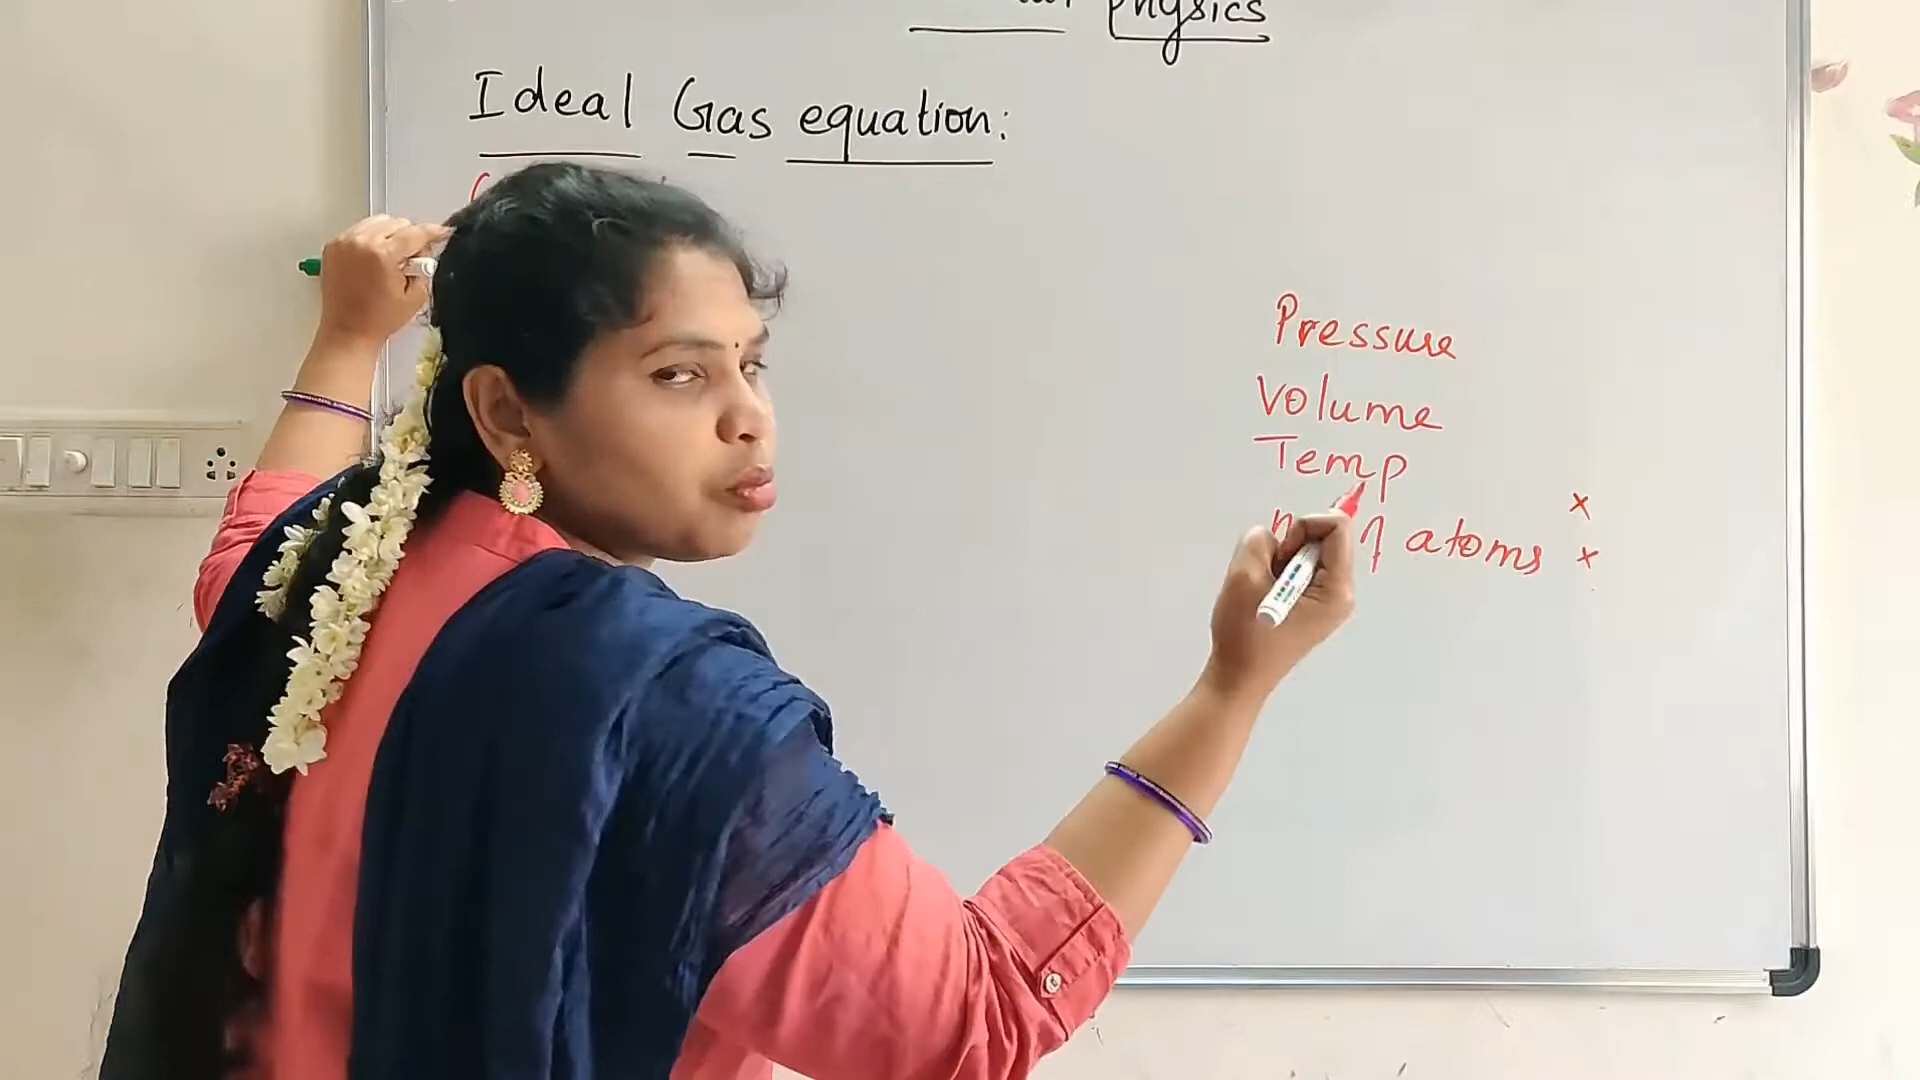 Physics
Ideal Gas equation:
Pressure
Volume
Temp
atoms ×
×